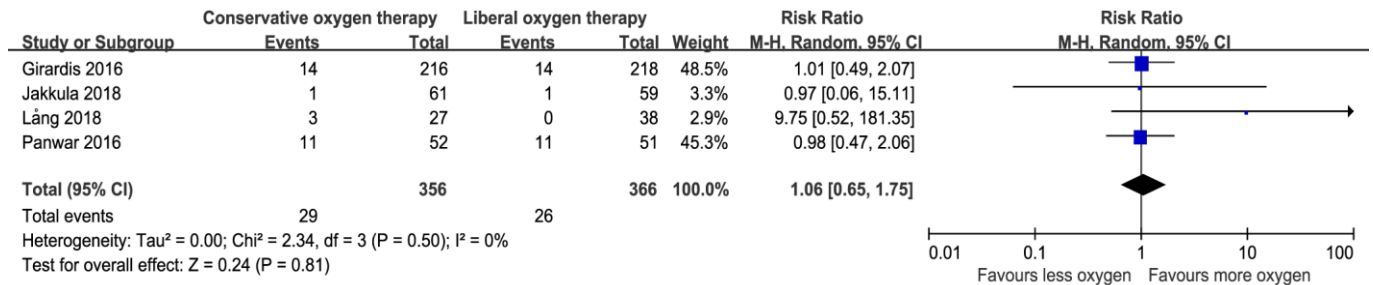 Conservative oxygen therapy Liberal oxygen therapy Risk Ratio Risk Ratio
Study or Subgroup Events Total Events Total Weight M-H, Random, 95% CI M-H, Random, 95% CI
Girardis 2016 14 216 14 218 48.5% 1.01 [0.49, 2.07]
Jakkula 2018 1 61 1 59 3.3% 0.97 [0.06, 15.11]
Lång 2018 3 27 0 38 2.9% 9.75 [0.52, 181.35]
Panwar 2016 11 52 11 51 45.3% 0.98 [0.47, 2.06]
Total (95% CI) 356 366 100.0% 1.06 [0.65, 1.75]
Total events 29 26
Heterogeneity: Tau² = 0.00; Chi² = 2.34, df = 3 (P = 0.50); I² = 0%
Test for overall effect: Z = 0.24 (P = 0.81)
0.01 0.1 1 10 100
Favours less oxygen Favours more oxygen